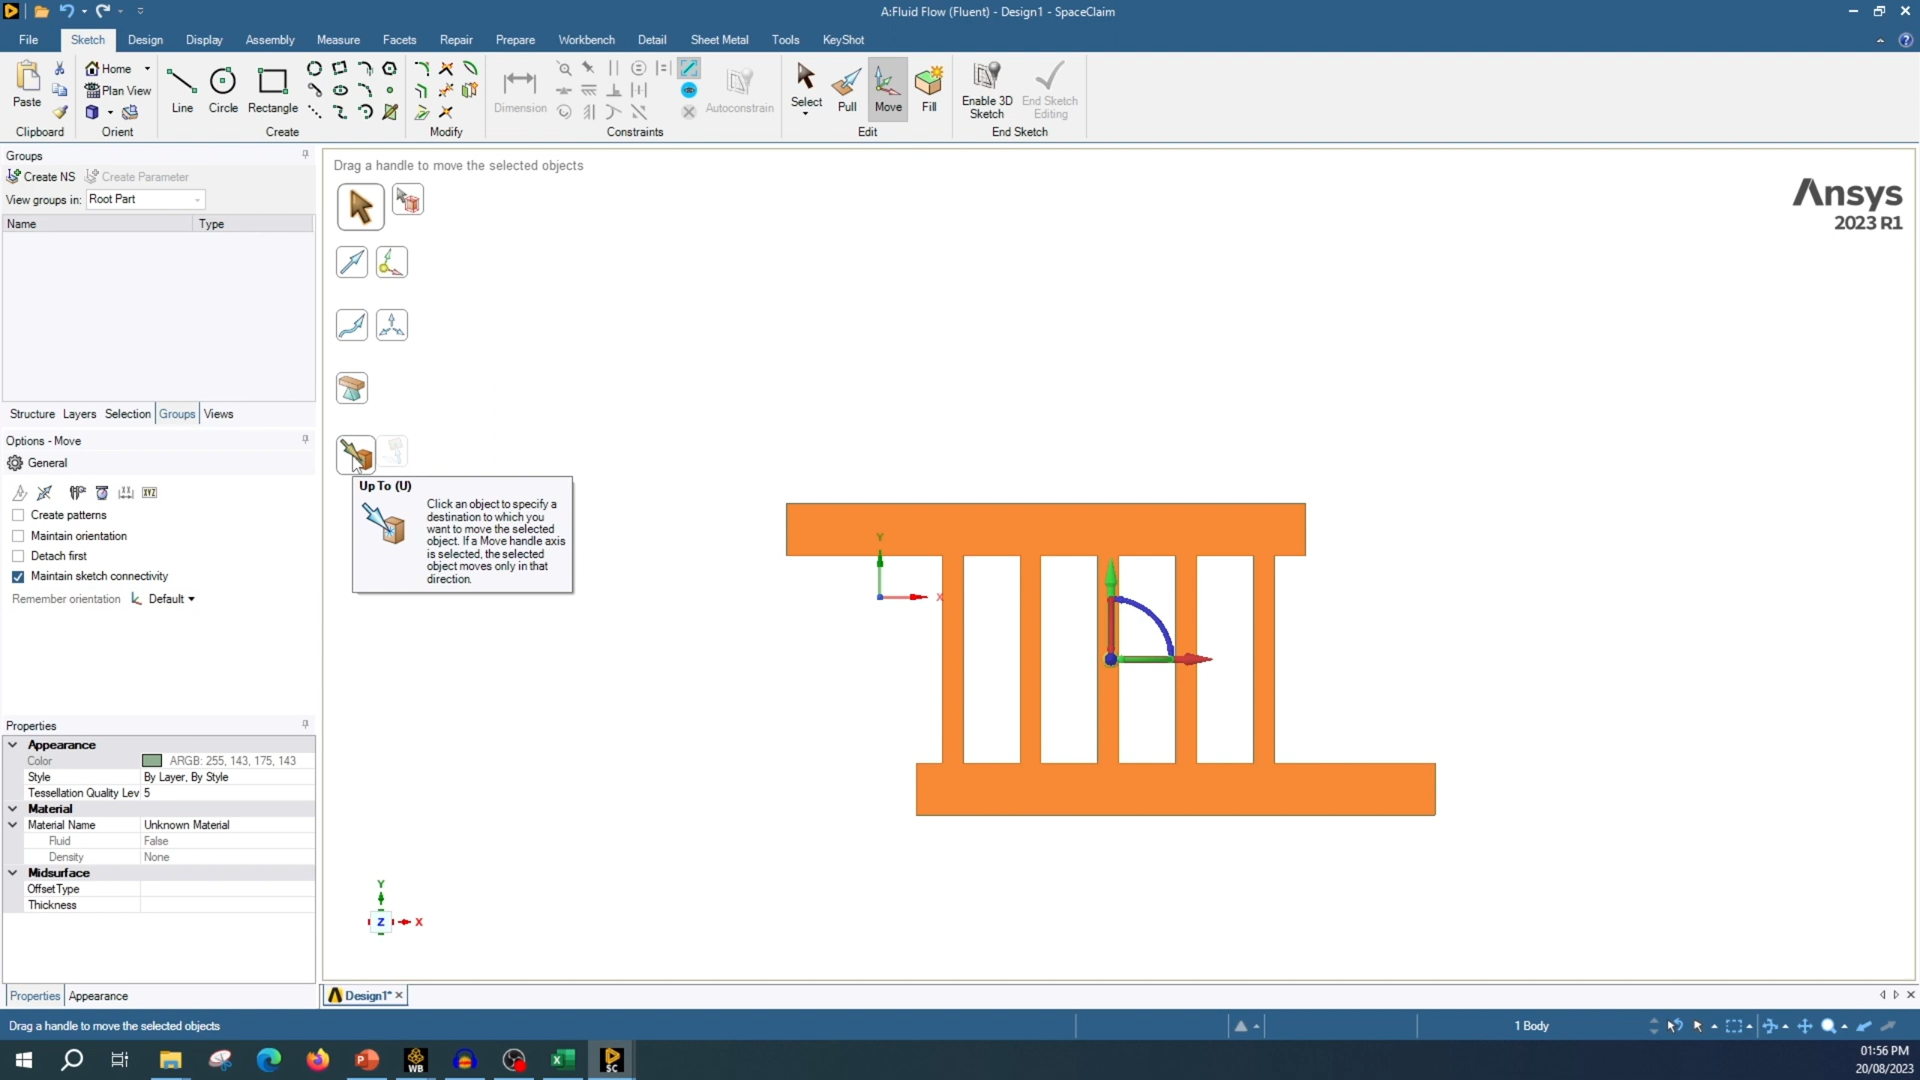 A:Fluid Flow (Fluent) - Design1 - SpaceClaim
File Sketch Design Display Assembly Measure Facets Repair Prepare Workbench Detail Sheet Metal Tools KeyShot
Paste
Home
Plan View
Line Circle Rectangle
Dimension
Autoconstrain
Select Pull Move Fill
Enable 3D Sketch
End Sketch Editing
Clipboard Orient Create Modify Constraints Edit End Sketch
Groups
Create NS Create Parameter
View groups in: Root Part
Name Type
Structure Layers Selection Groups Views
Options - Move
General
XYZ
Create patterns
Maintain orientation
Detach first
Maintain sketch connectivity
Remember orientation Default
Properties
Appearance
Color ARGB: 255, 143, 175, 143
Style By Layer, By Style
Tessellation Quality Lev 5
Material
Material Name Unknown Material
Fluid False
Density None
Midsurface
OffsetType
Thickness
Properties Appearance
Drag a handle to move the selected objects
Up To (U)
Click an object to specify a
destination to which you
want to move the selected
object. If a Move handle axis
is selected, the selected
object moves only in that
direction.
Ansys
2023 R1
Y
X
Y
Z X
Design1*
Drag a handle to move the selected objects
1 Body
WB
SC
01:56 PM
20/08/2023